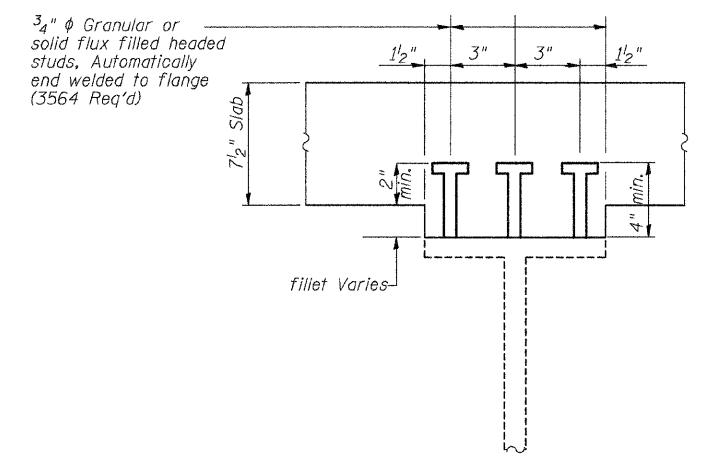 3/4" ϕ Granular or
solid flux filled headed
studs, Automatically
end welded to flange
(3564 Req'd)
1 1/2" 3" 3" 1 1/2"
7 1/2" Slab
2" min.
4" min.
fillet Varies